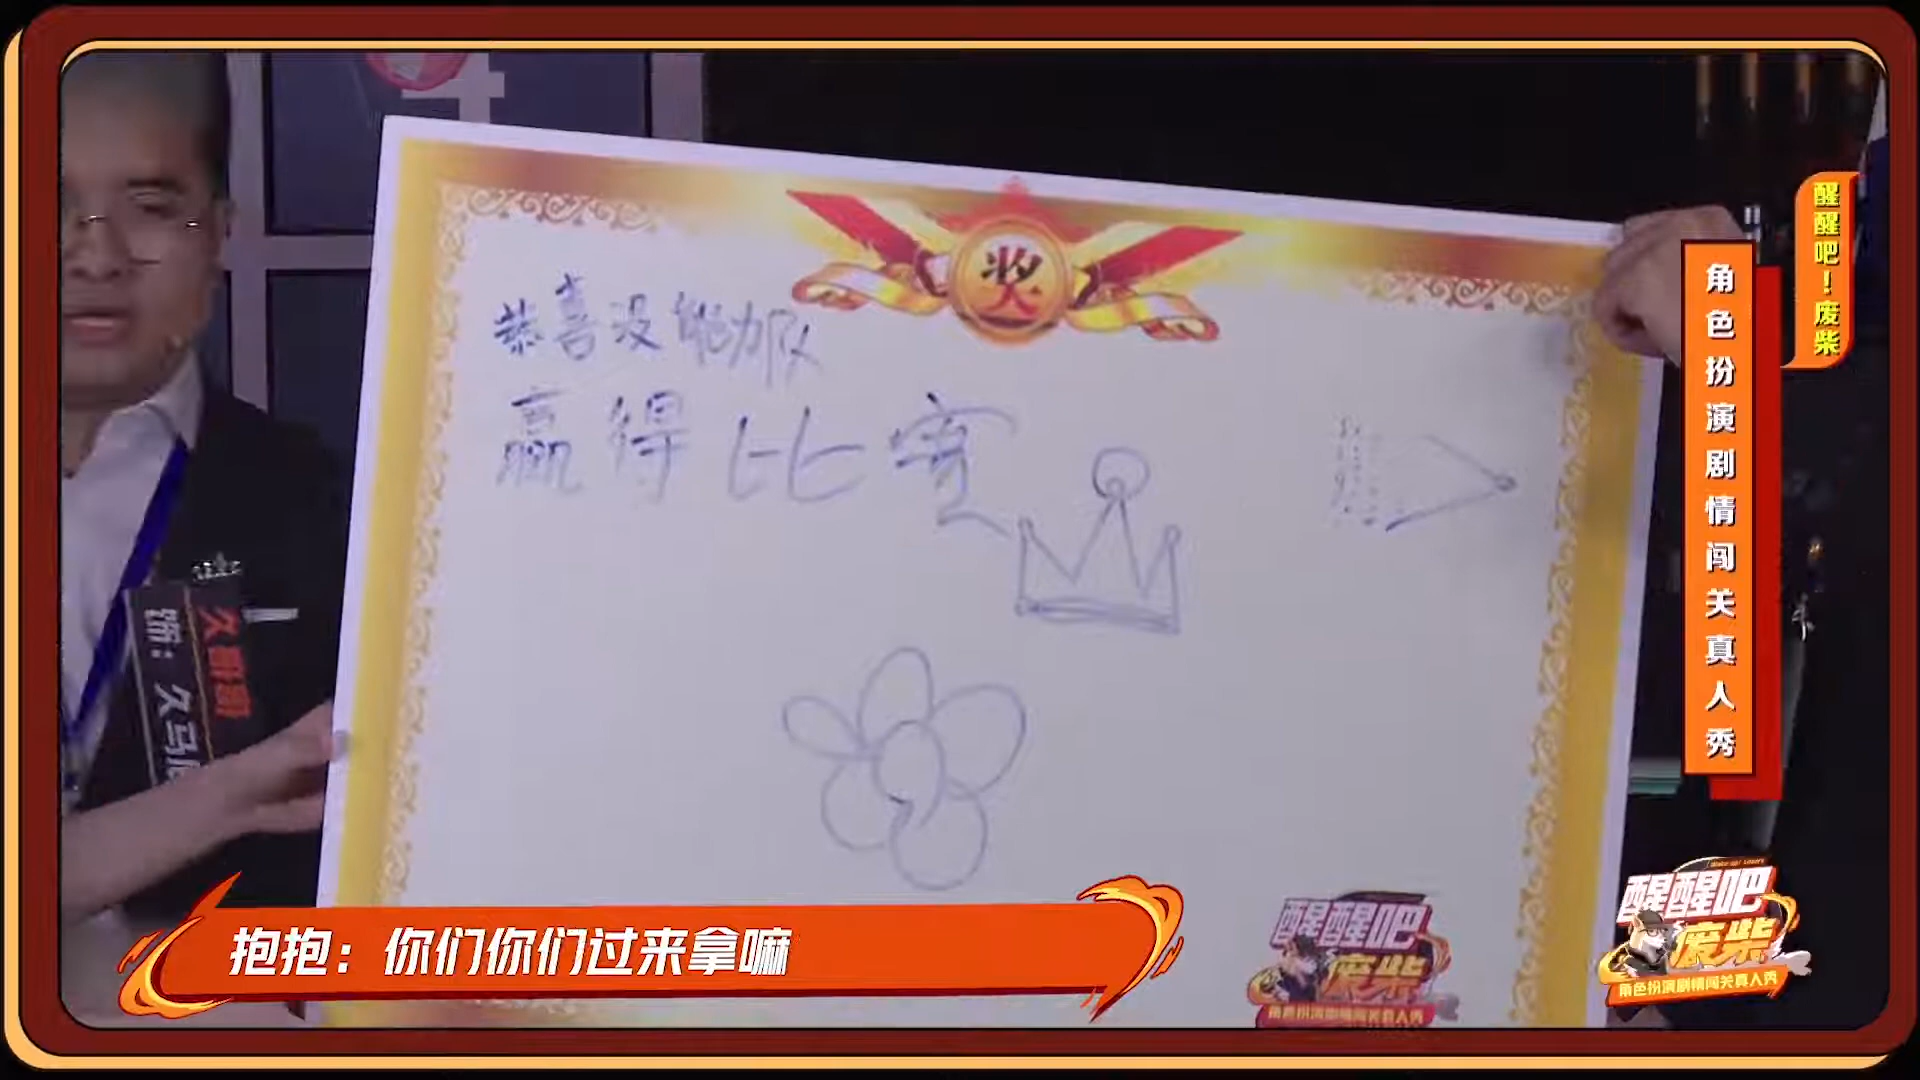 奖
恭喜没能力队
赢得比赛
醒醒吧！废柴
角色扮演剧情闯关真人秀
抱抱：你们你们过来拿嘛
醒醒吧
废柴
角色扮演剧情闯关真人秀
醒醒吧
废柴
角色扮演剧情闯关真人秀